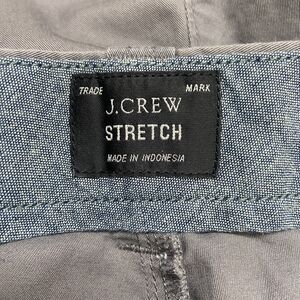 TRADE MARK
J.CREW
STRETCH
MADE IN INDONESIA